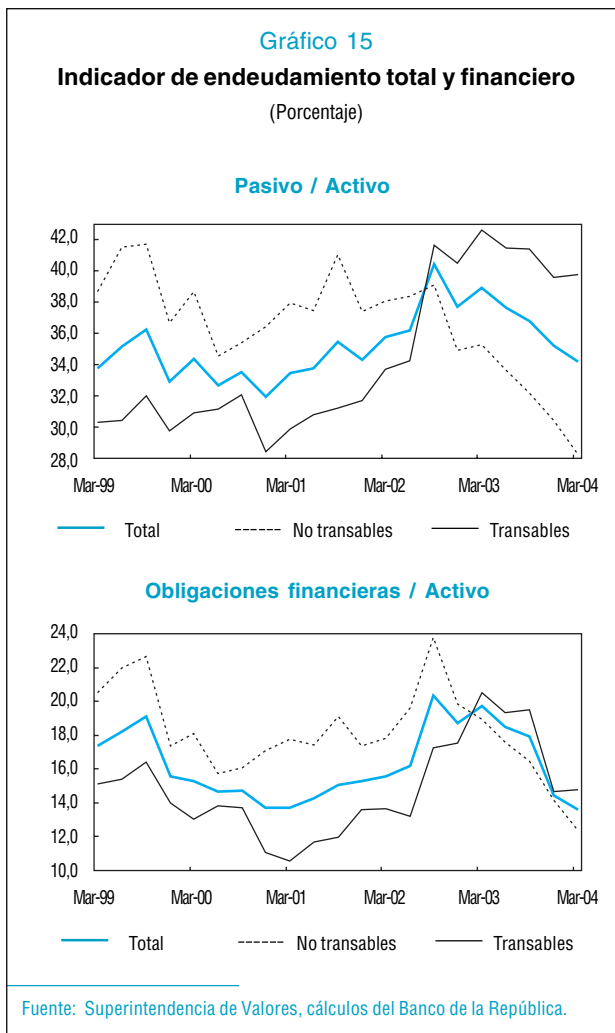 Gráfico 15
Indicador de endeudamiento total y financiero
(Porcentaje)
Pasivo / Activo
42,0
40,0
38,0
36,0
34,0
32,0
30,0
28,0
Mar-99 Mar-00 Mar-01 Mar-02 Mar-03 Mar-04
Total No transables Transables
Obligaciones financieras / Activo
24,0
22,0
20,0
18,0
16,0
14,0
12,0
10,0
Mar-99 Mar-00 Mar-01 Mar-02 Mar-03 Mar-04
Total No transables Transables
Fuente: Superintendencia de Valores, cálculos del Banco de la República.